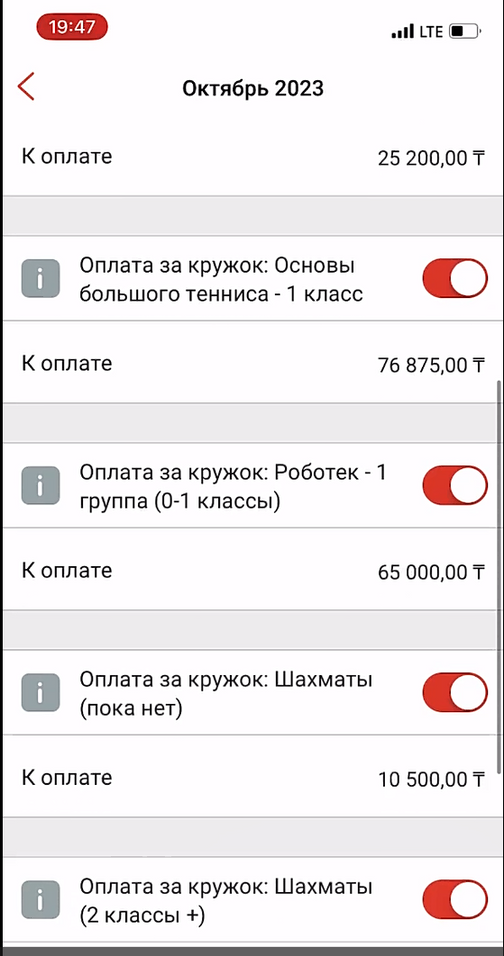 19:47
LTE
Октябрь 2023
К оплате
25 200,00 ₸
Оплата за кружок: Основы
большого тенниса - 1 класс
К оплате
76 875,00 ₸
Оплата за кружок: Роботек - 1
группа (0-1 классы)
К оплате
65 000,00 ₸
Оплата за кружок: Шахматы
(пока нет)
К оплате
10 500,00 ₸
Оплата за кружок: Шахматы
(2 классы +)